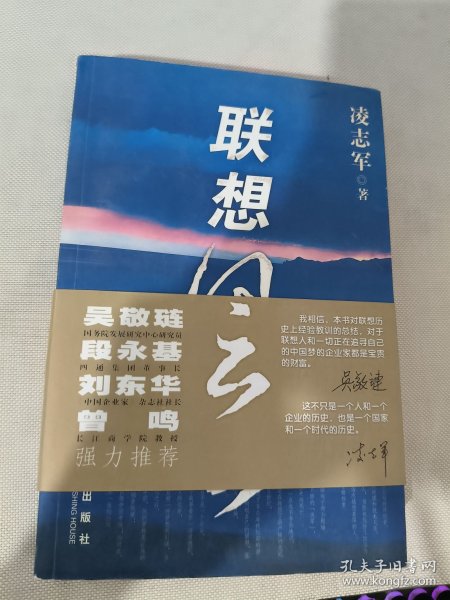 联想
风云
凌志军 著
吴敬琏
国务院发展研究中心研究员
段永基
四通集团董事长
刘东华
中国企业家 杂志社社长
曾鸣
长江商学院教授
强力推荐
我相信，本书对联想历
史上经验教训的总结，对于
联想人和一切正在追寻自己
的中国梦的企业家都是宝贵
的财富。
吴敬琏
这不只是一个人和一个
企业的历史，也是一个国家
和一个时代的历史。
出版社
SHING HOUSE
孔夫子旧书网
www.kongfz.com